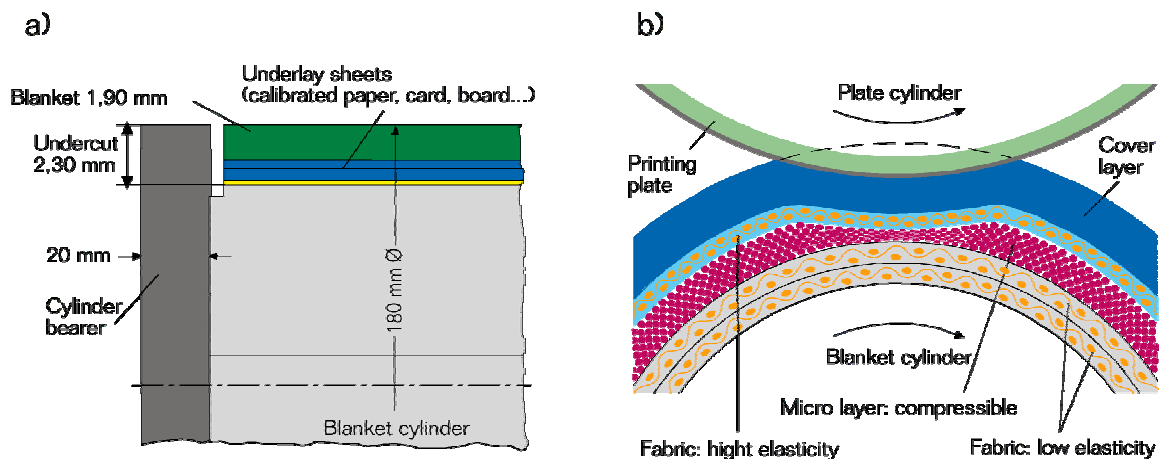 a)
Underlay sheets
(calibrated paper, card, board...)
Blanket 1,90 mm
Undercut
2,30 mm
20 mm
Cylinder
bearer
180 mm Ø
Blanket cylinder
b)
Plate cylinder
Printing
plate
Cover
layer
Blanket cylinder
Micro layer: compressible
Fabric: hight elasticity
Fabric: low elasticity